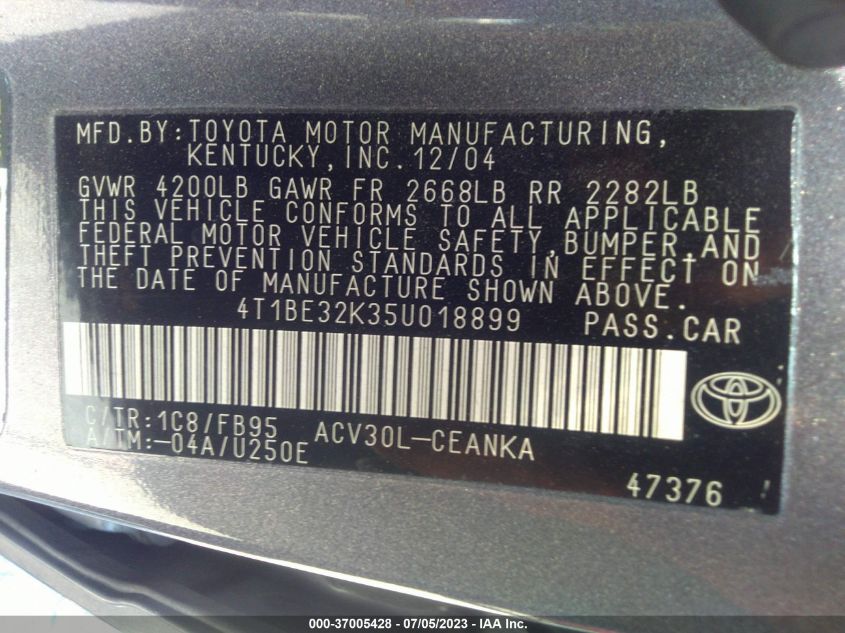 MFD.BY:TOYOTA MOTOR MANUFACTURING,
KENTUCKY,INC.12/04
GVWR 4200LB GAWR FR 2668LB RR 2282LB
THIS VEHICLE CONFORMS TO ALL APPLICABLE
FEDERAL MOTOR VEHICLE SAFETY,BUMPER,AND
THEFT PREVENTION STANDARDS IN EFFECT ON
THE DATE OF MANUFACTURE SHOWN ABOVE.
4T1BE32K35U018899 PASS.CAR
C/TR:1C8/FB95 ACV30L-CEANKA
A/TM:-04A/U250E
47376
000-37005428 - 07/05/2023 - IAA Inc.